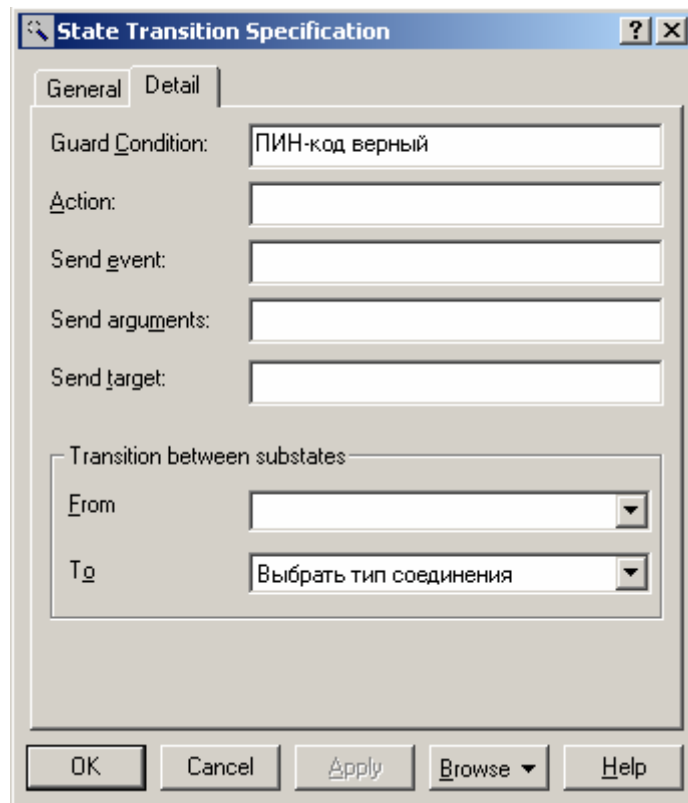 State Transition Specification
General Detail
Guard Condition: ПИН-код верный
Action:
Send event:
Send arguments:
Send target:
Transition between substates
From
To Выбрать тип соединения
OK Cancel Apply Browse Help